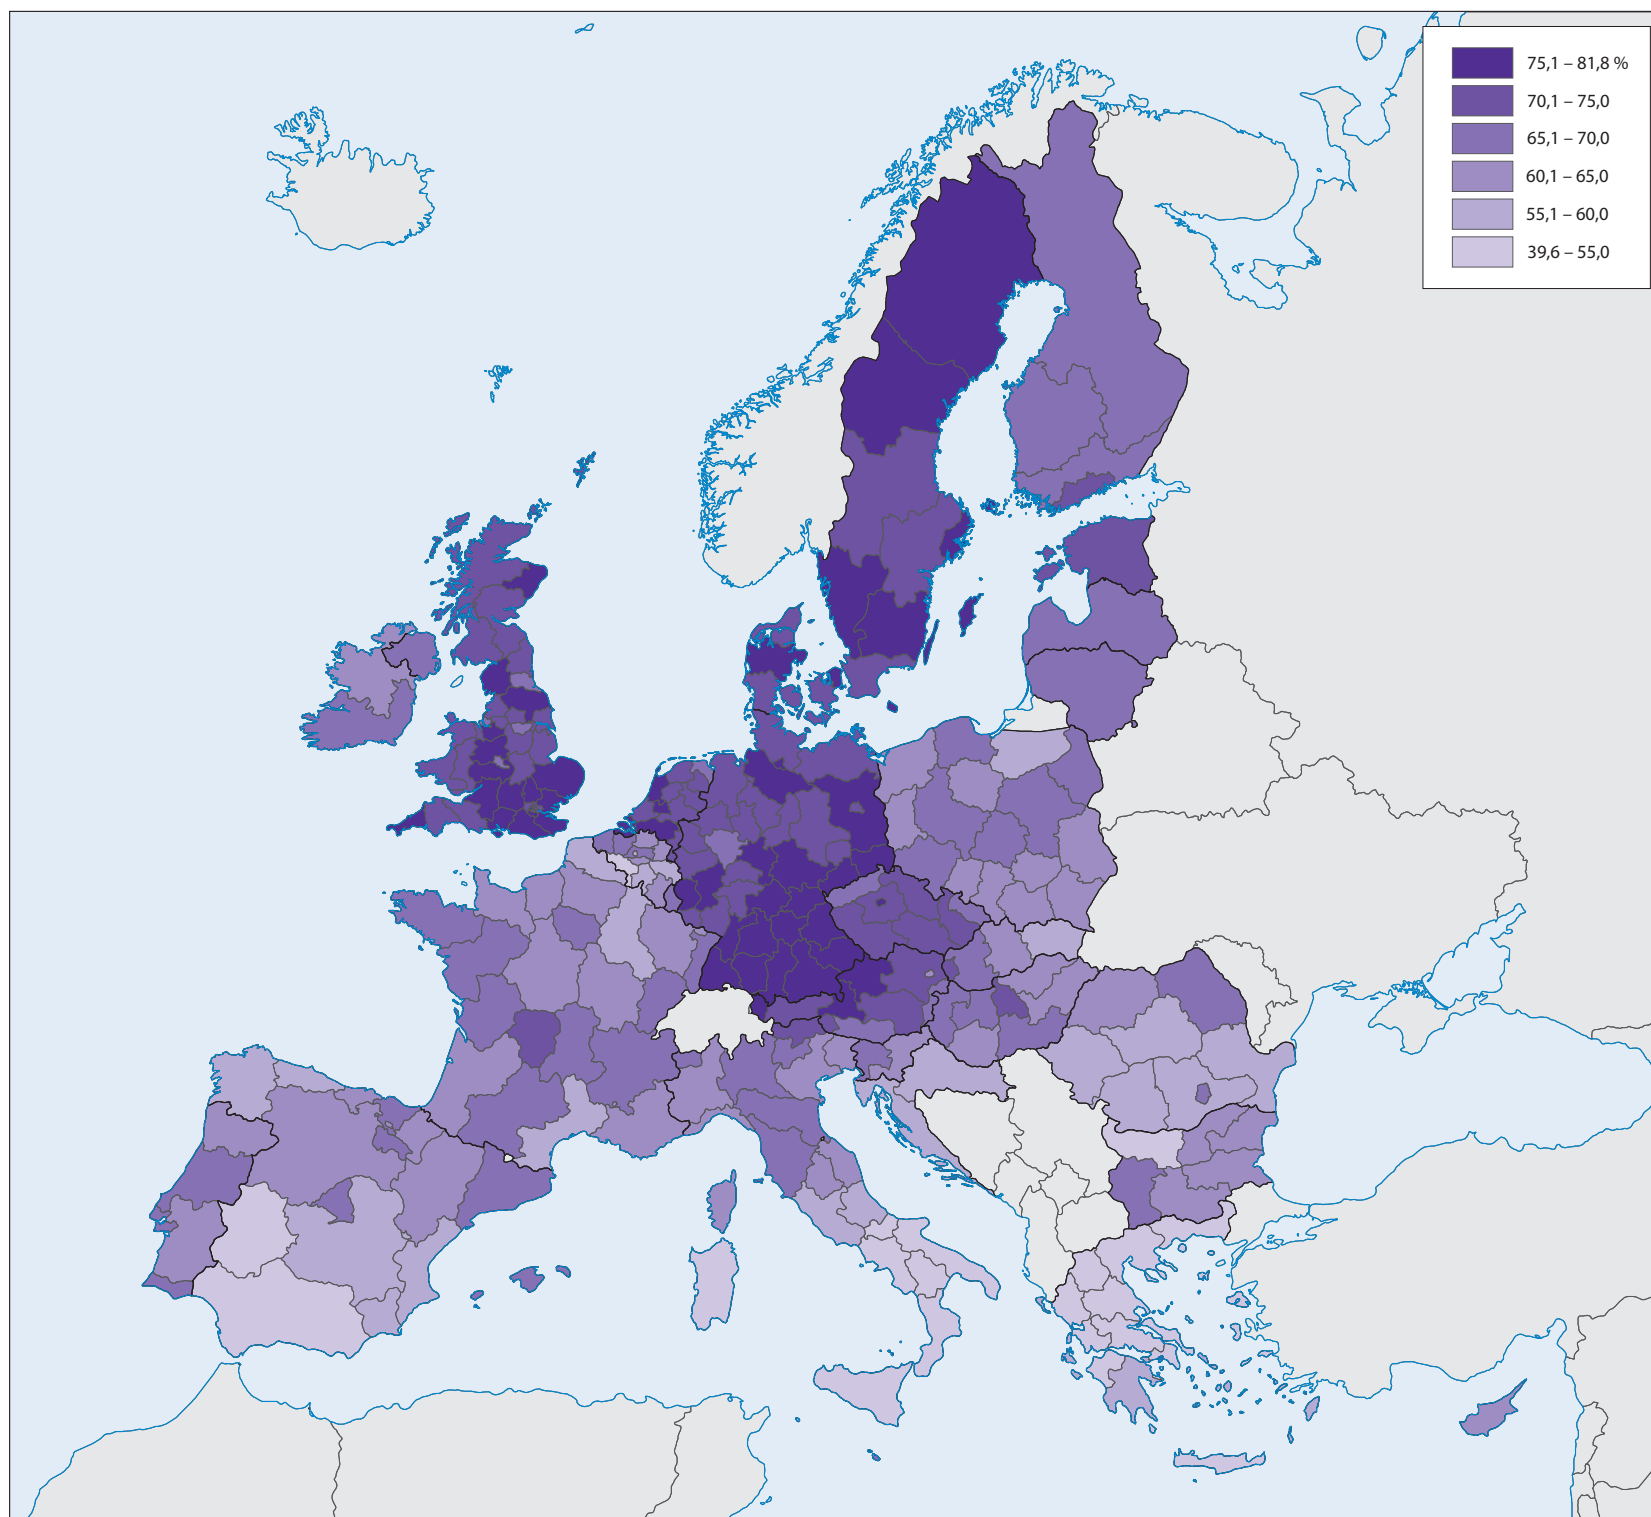 75,1 – 81,8 %
70,1 – 75,0
65,1 – 70,0
60,1 – 65,0
55,1 – 60,0
39,6 – 55,0